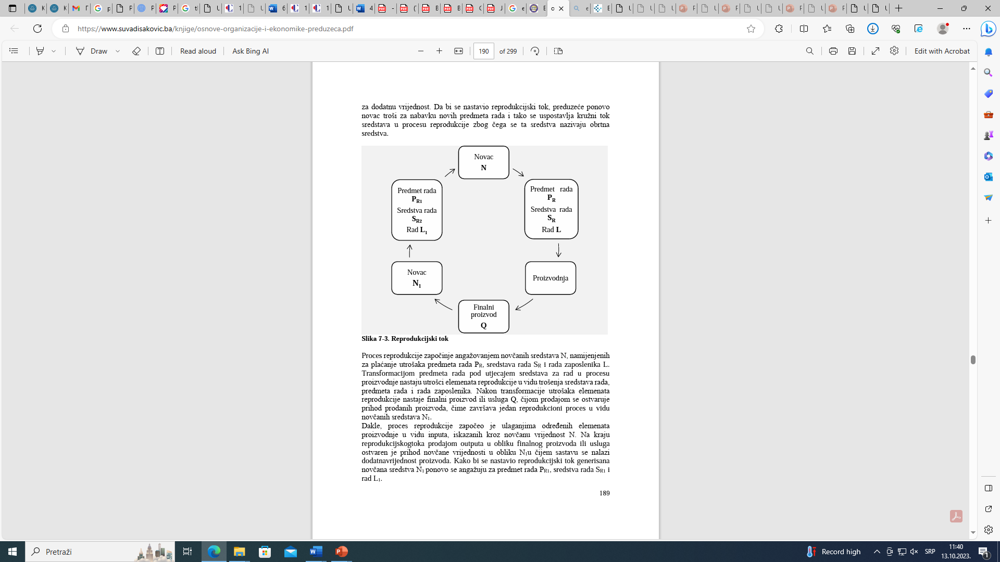 https://www.suvadisakovic.ba/knjige/osnove-organizacije-i-ekonomike-preduzeca.pdf
Draw
Read aloud
Ask Bing AI
190
of 299
Edit with Acrobat
za dodatnu vrijednost. Da bi se nastavio reprodukcijski tok, preduzeće ponovo
novac troši za nabavku novih predmeta rada i tako se uspostavlja kružni tok
sredstava u procesu reprodukcije zbog čega se ta sredstva nazivaju obrtna
sredstva.
Novac
N
Predmet rada
PR1
Sredstva rada
SR2
Rad L1
Predmet rada
PR
Sredstva rada
SR
Rad L
Novac
N1
Proizvodnja
Finalni
proizvod
Q
Slika 7-3. Reprodukcijski tok
Proces reprodukcije započinje angažovanjem novčanih sredstava N, namijenjenih
za plaćanje utrošaka predmeta rada PR, sredstava rada SR i rada zaposlenika L.
Transformacijom predmeta rada pod utjecajem sredstava za rad u procesu
proizvodnje nastaju utrošci elemenata reprodukcije u vidu trošenja sredstava rada,
predmeta rada i rada zaposlenika. Nakon transformacije utrošaka elemenata
reprodukcije nastaje finalni proizvod ili usluga Q, čijom prodajom se ostvaruje
prihod prodanih proizvoda, čime završava jedan reprodukcioni proces u vidu
novčanih sredstava N1.
Dakle, proces reprodukcije započeo je ulaganjima određenih elemenata
proizvodnje u vidu inputa, iskazanih kroz novčanu vrijednost N. Na kraju
reprodukcijskogtoka prodajom outputa u obliku finalnog proizvoda ili usluga
ostvaren je prihod novčane vrijednosti u obliku N1u čijem sastavu se nalazi
dodatnavrijednost proizvoda. Kako bi se nastavio reprodukcijski tok generisana
novčana sredstva N1 ponovo se angažuju za predmet rada PR1, sredstva rada SR1 i
rad L1.
189
Pretraži
Record high
SRP
11:40
13.10.2023.
1